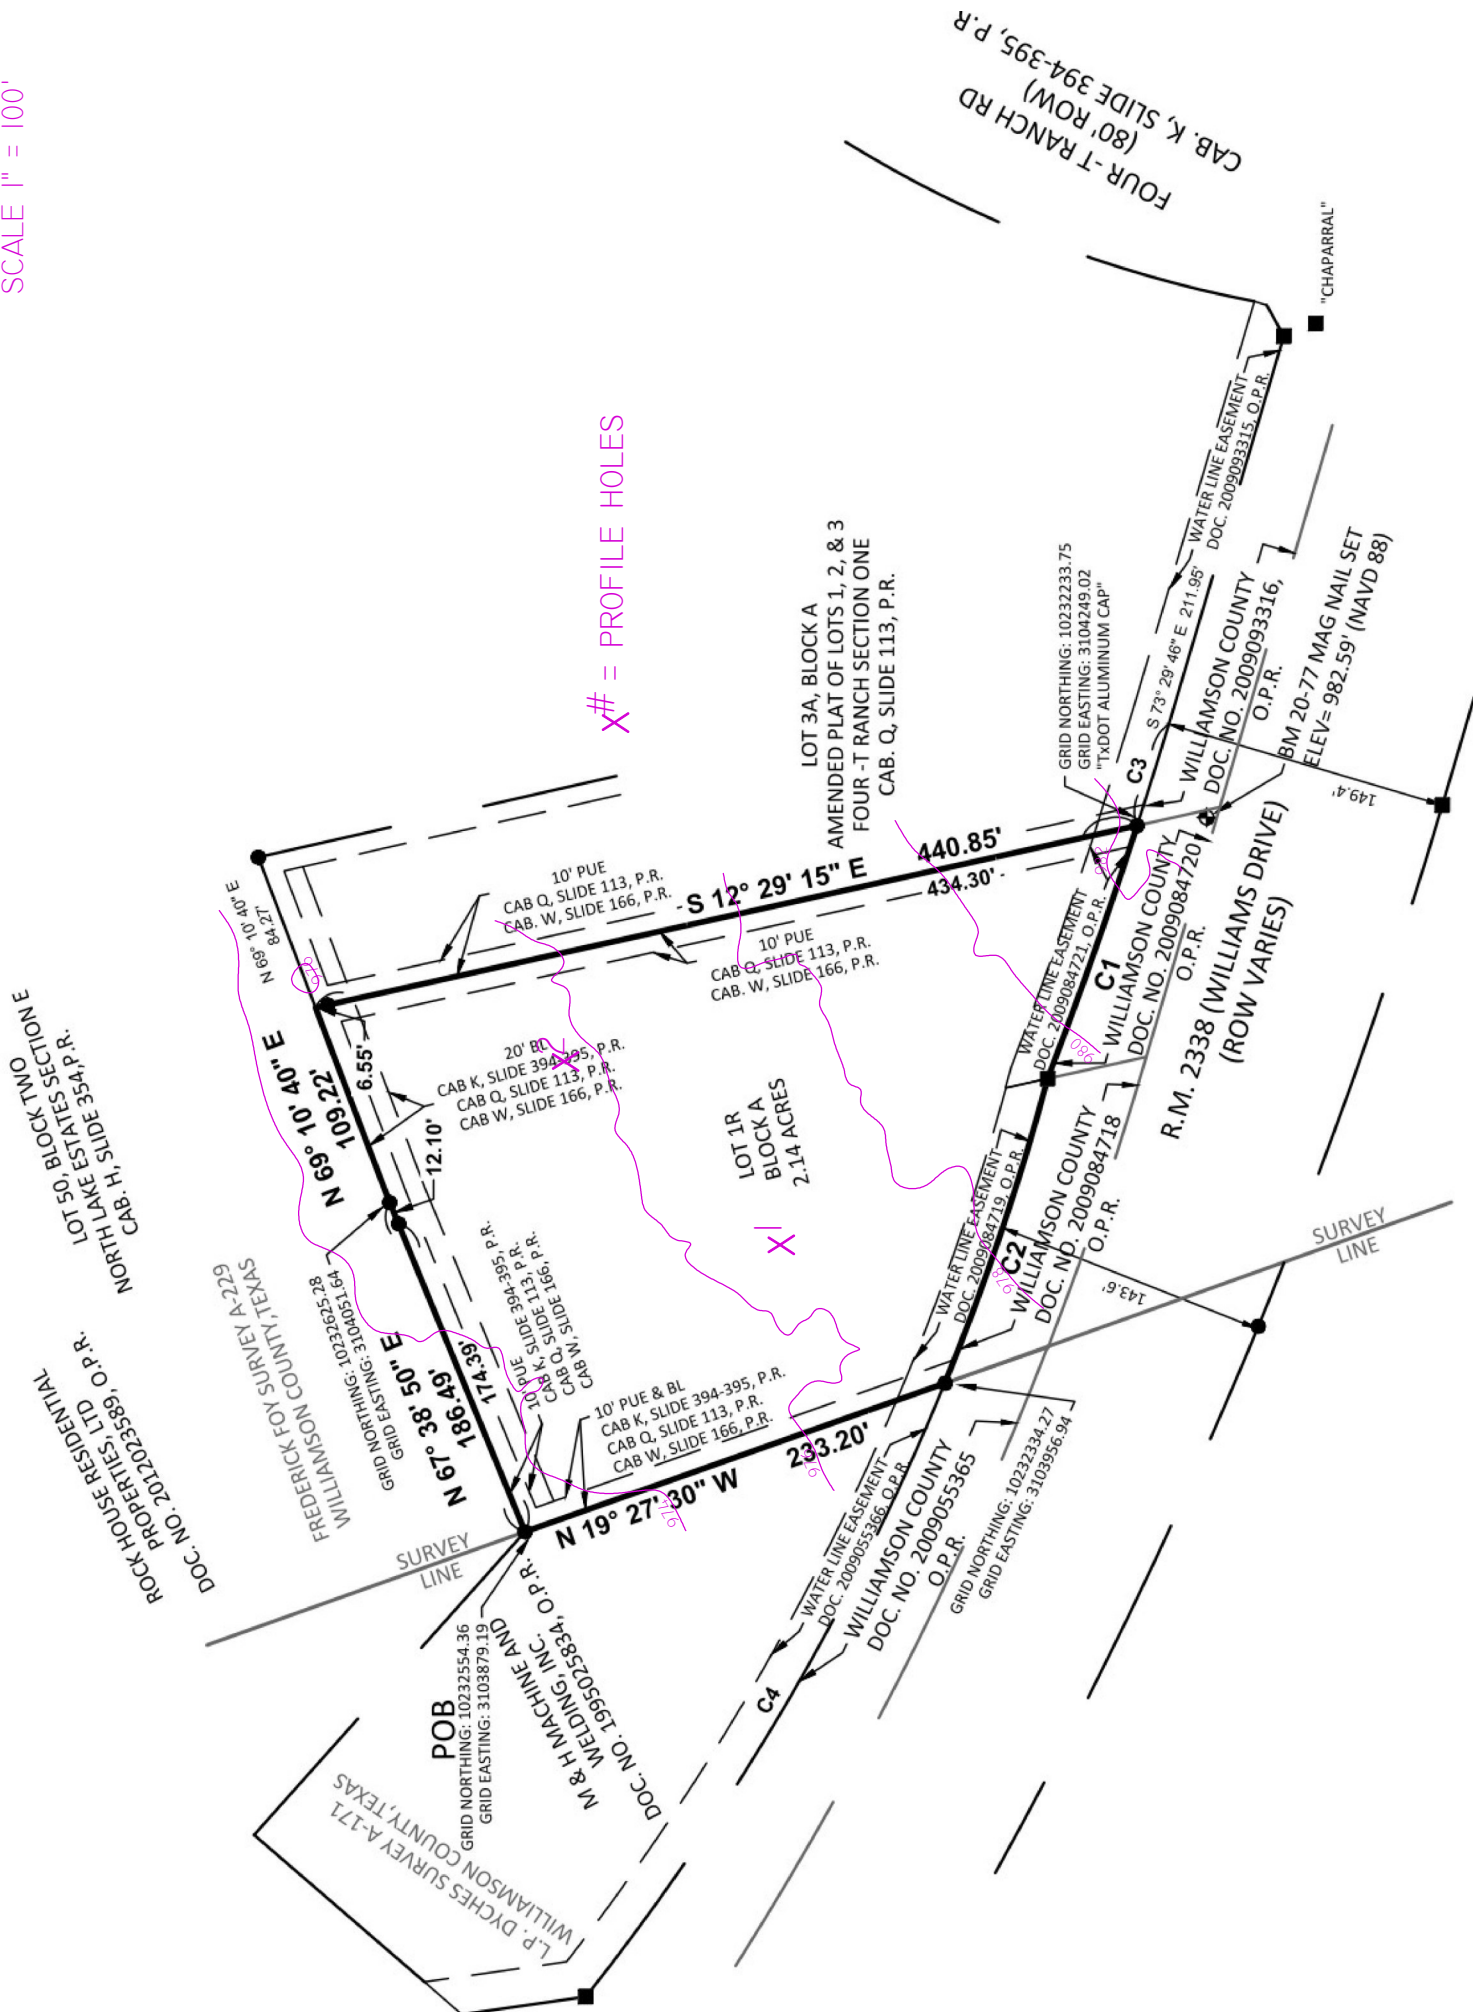 SCALE 1" = 100'
FOUR -T RANCH RD
(80' ROW)
CAB. K, SLIDE 394-395, P.R
"CHAPARRAL"
X# = PROFILE HOLES
LOT 50, BLOCK TWO
NORTH LAKE ESTATES SECTION E
CAB. H, SLIDE 354,P.R.
N 69° 10' 40" E
84.27'
976
N 69° 10' 40" E
109.22'
6.55'
12.10'
10' PUE
CAB Q, SLIDE 113, P.R.
CAB. W, SLIDE 166, P.R.
S 12° 29' 15" E
440.85'
434.30'
10' PUE
CAB Q, SLIDE 113, P.R.
CAB. W, SLIDE 166, P.R.
20' BL
CAB K, SLIDE 394-395, P.R.
CAB Q, SLIDE 113, P.R.
CAB W, SLIDE 166, P.R.
X2
LOT 3A, BLOCK A
AMENDED PLAT OF LOTS 1, 2, & 3
FOUR -T RANCH SECTION ONE
CAB. Q, SLIDE 113, P.R.
GRID NORTHING: 10232233.75
GRID EASTING: 3104249.02
"TxDOT ALUMINUM CAP"
WATER LINE EASEMENT
DOC. 2009093315, O.P.R.
S 73° 29' 46" E 211.95'
C3
WILLIAMSON COUNTY
DOC. NO. 2009093316,
O.P.R.
BM 20-77 MAG NAIL SET
ELEV= 982.59' (NAVD 88)
149.4'
982
WATER LINE EASEMENT
DOC. 2009084721, O.P.R.
C1
WILLIAMSON COUNTY
DOC. NO. 2009084720
O.P.R.
980
R.M. 2338 (WILLIAMS DRIVE)
(ROW VARIES)
LOT 1R
BLOCK A
2.14 ACRES
X1
WATER LINE EASEMENT
DOC. 2009084719, O.P.R.
C2
978
WILLIAMSON COUNTY
DOC. NO. 2009084718
O.P.R.
143.6'
SURVEY
LINE
FREDERICK FOY SURVEY A-229
WILLIAMSON COUNTY,TEXAS
ROCK HOUSE RESIDENTIAL
PROPERTIES, LTD
DOC. NO. 2012023589, O.P.R.
GRID NORTHING: 10232625.28
GRID EASTING: 3104051.64
N 67° 38' 50" E
186.49'
174.39'
10' PUE
CAB K, SLIDE 394-395, P.R.
CAB Q, SLIDE 113, P.R.
CAB W, SLIDE 166, P.R.
10' PUE & BL
CAB K, SLIDE 394-395, P.R.
CAB Q, SLIDE 113, P.R.
CAB W, SLIDE 166, P.R.
N 19° 27' 30" W
233.20'
976
974
SURVEY
LINE
WATER LINE EASEMENT
DOC. 2009055366, O.P.R.
WILLIAMSON COUNTY
DOC. NO. 2009055365
O.P.R.
GRID NORTHING: 10232334.27
GRID EASTING: 3103956.94
C4
POB
GRID NORTHING: 10232554.36
GRID EASTING: 3103879.19
M & H MACHINE AND
WELDING, INC.
DOC. NO. 1995025834, O.P.R.
L.P. DYCHES SURVEY A-171
WILLIAMSON COUNTY,TEXAS